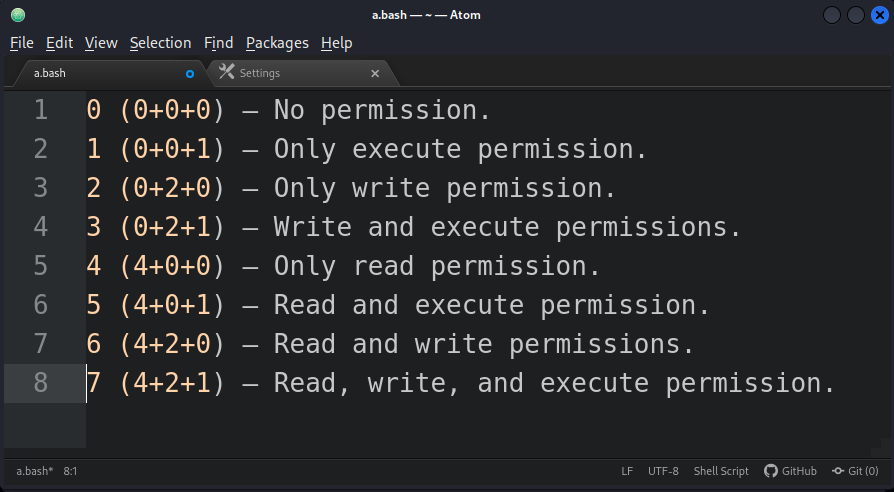 a.bash — ~ — Atom
File Edit View Selection Find Packages Help
a.bash Settings
1 0 (0+0+0) — No permission.
2 1 (0+0+1) — Only execute permission.
3 2 (0+2+0) — Only write permission.
4 3 (0+2+1) — Write and execute permissions.
5 4 (4+0+0) — Only read permission.
6 5 (4+0+1) — Read and execute permission.
7 6 (4+2+0) — Read and write permissions.
8 7 (4+2+1) — Read, write, and execute permission.
a.bash* 8:1 LF UTF-8 Shell Script GitHub Git (0)